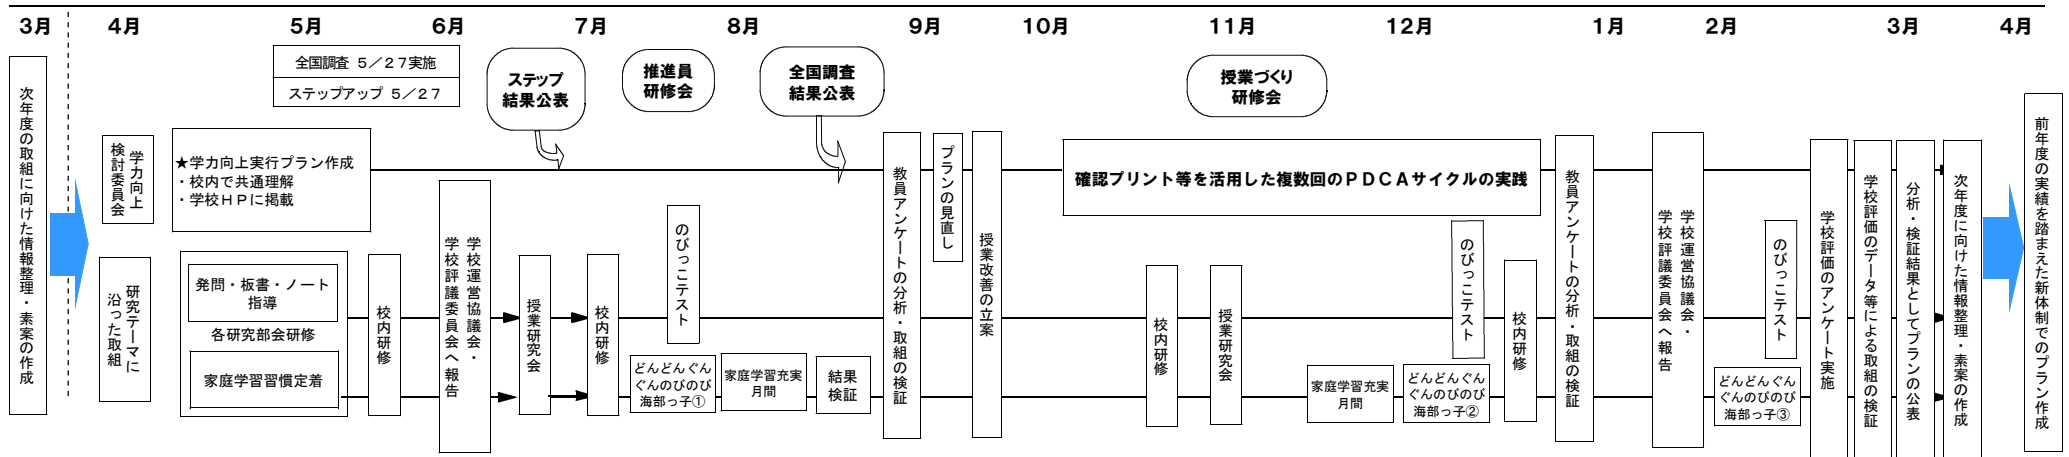 3月
4月
5月
6月
7月
8月
9月
10月
11月
12月
1月
2月
3月
4月
次年度の取組に向けた情報整理・素案の作成
学力向上
検討委員会
研究テーマに
沿った取組
全国調査 5／27実施
ステップアップ 5／27
★学力向上実行プラン作成
・校内で共通理解
・学校ＨＰに掲載
発問・板書・ノート
指導
各研究部会研修
家庭学習習慣定着
校内研修
学校運営協議会・
学校評議委員会へ報告
ステップ
結果公表
授業研究会
校内研修
推進員
研修会
のびっこテスト
どんどんぐん
ぐんのびのび
海部っ子①
家庭学習充実
月間
全国調査
結果公表
結果
検証
教員アンケートの分析・取組の検証
プランの見直し
授業改善の立案
授業づくり
研修会
確認プリント等を活用した複数回のＰＤＣＡサイクルの実践
校内研修
授業研究会
家庭学習充実
月間
のびっこテスト
どんどんぐん
ぐんのびのび
海部っ子②
校内研修
教員アンケートの分析・取組の検証
学校運営協議会・
学校評議委員会へ報告
のびっこテスト
どんどんぐん
ぐんのびのび
海部っ子③
学校評価のアンケート実施
学校評価のデータ等による取組の検証
分析・検証結果としてプランの公表
次年度に向けた情報整理・素案の作成
前年度の実績を踏まえた新体制でのプラン作成